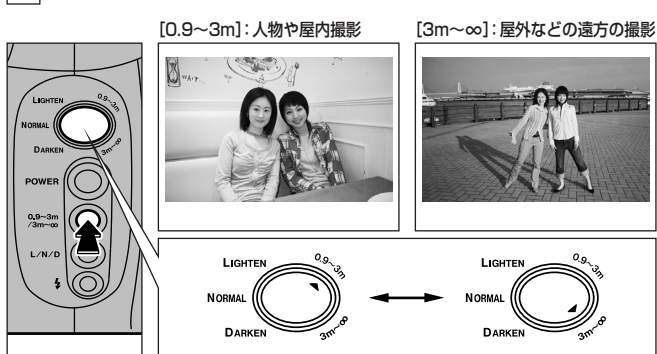 [0.9～3m]：人物や屋内撮影
[3m～∞]：屋外などの遠方の撮影
LIGHTEN
0.9～3m
NORMAL
DARKEN
3m～∞
POWER
0.9～3m
/3m～∞
L/N/D
WAIT..
LIGHTEN
0.9～3m
NORMAL
DARKEN
3m～∞
LIGHTEN
0.9～3m
NORMAL
DARKEN
3m～∞